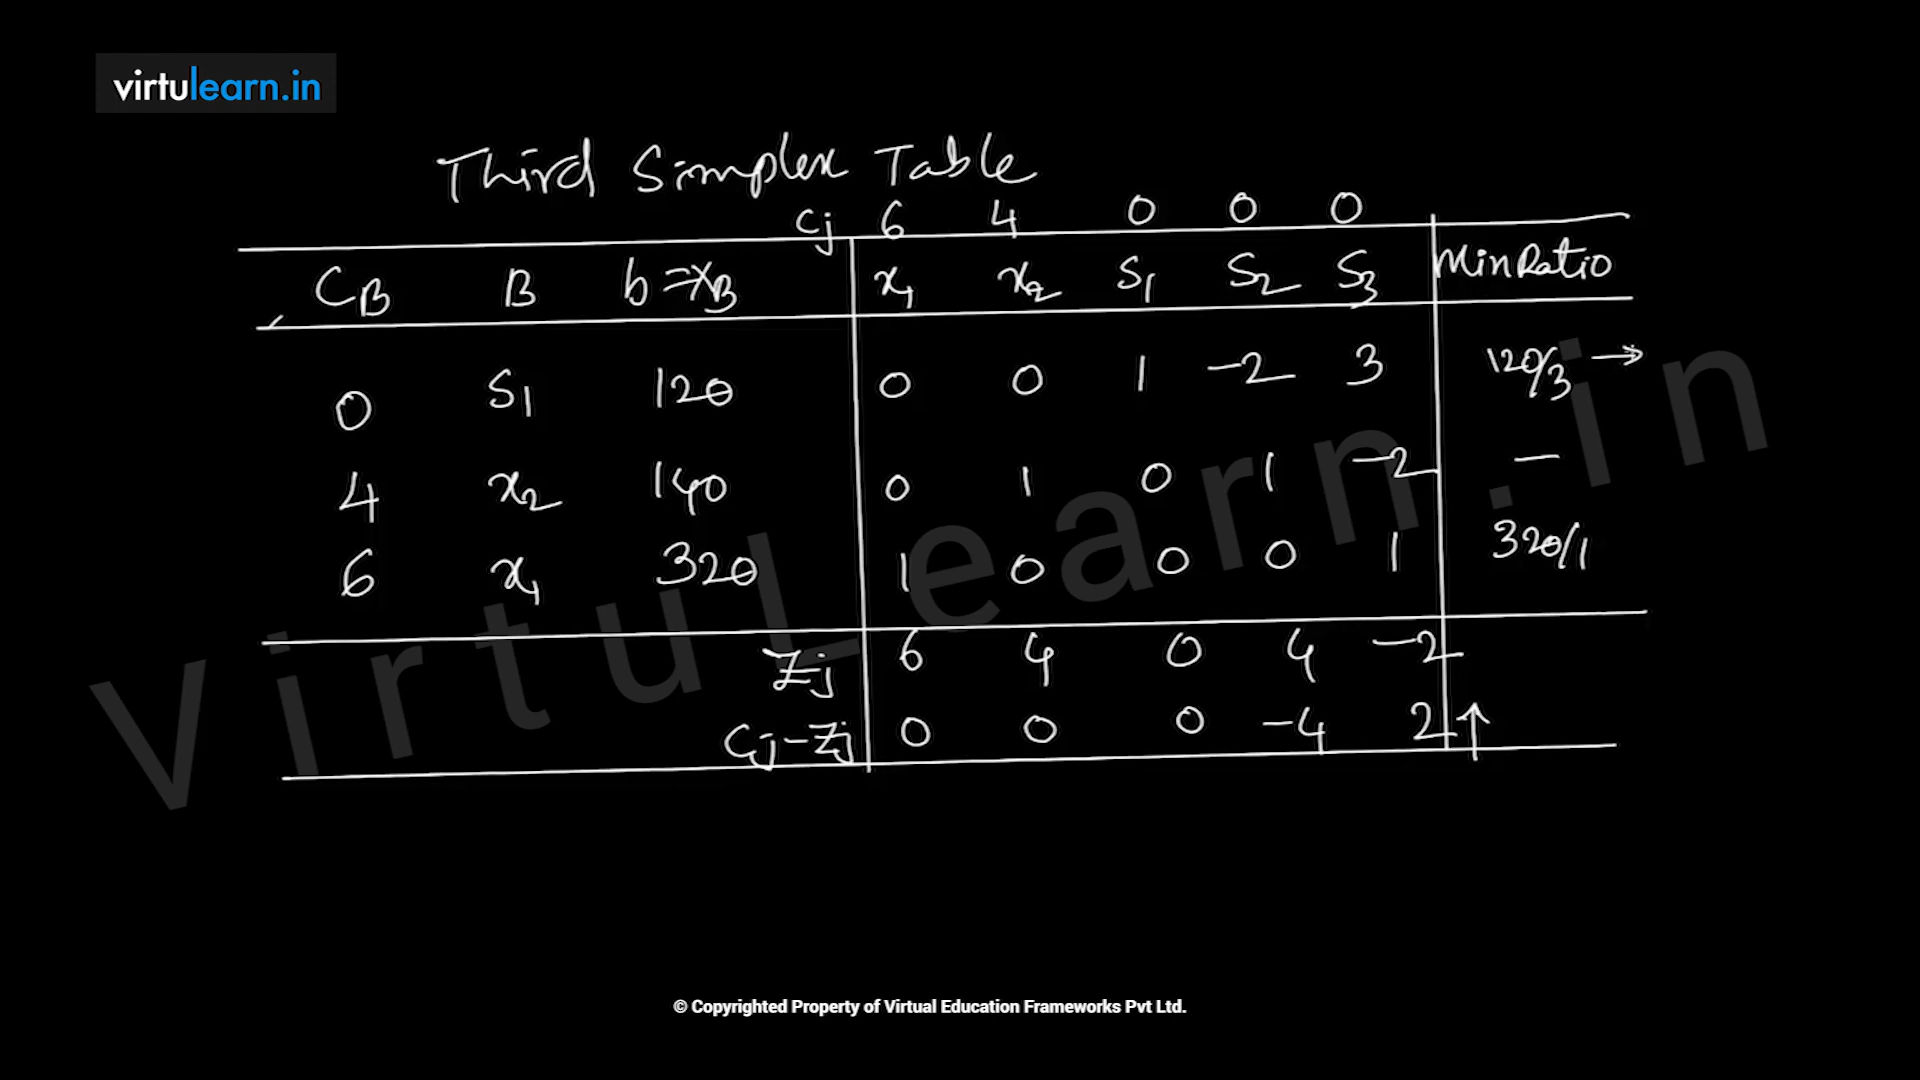 virtulearn.in
Third Simplex Table
Cj 6 4 0 0 0
CB B b=XB x1 x2 S1 S2 S3 Min Ratio
0 S1 120 0 0 1 -2 3 120/3 →
4 x2 140 0 1 0 1 -2 —
6 x1 320 1 0 0 0 1 320/1
Zj 6 4 0 4 -2
Cj-Zj 0 0 0 -4 2 ↑
VirtuLearn.in
© Copyrighted Property of Virtual Education Frameworks Pvt Ltd.